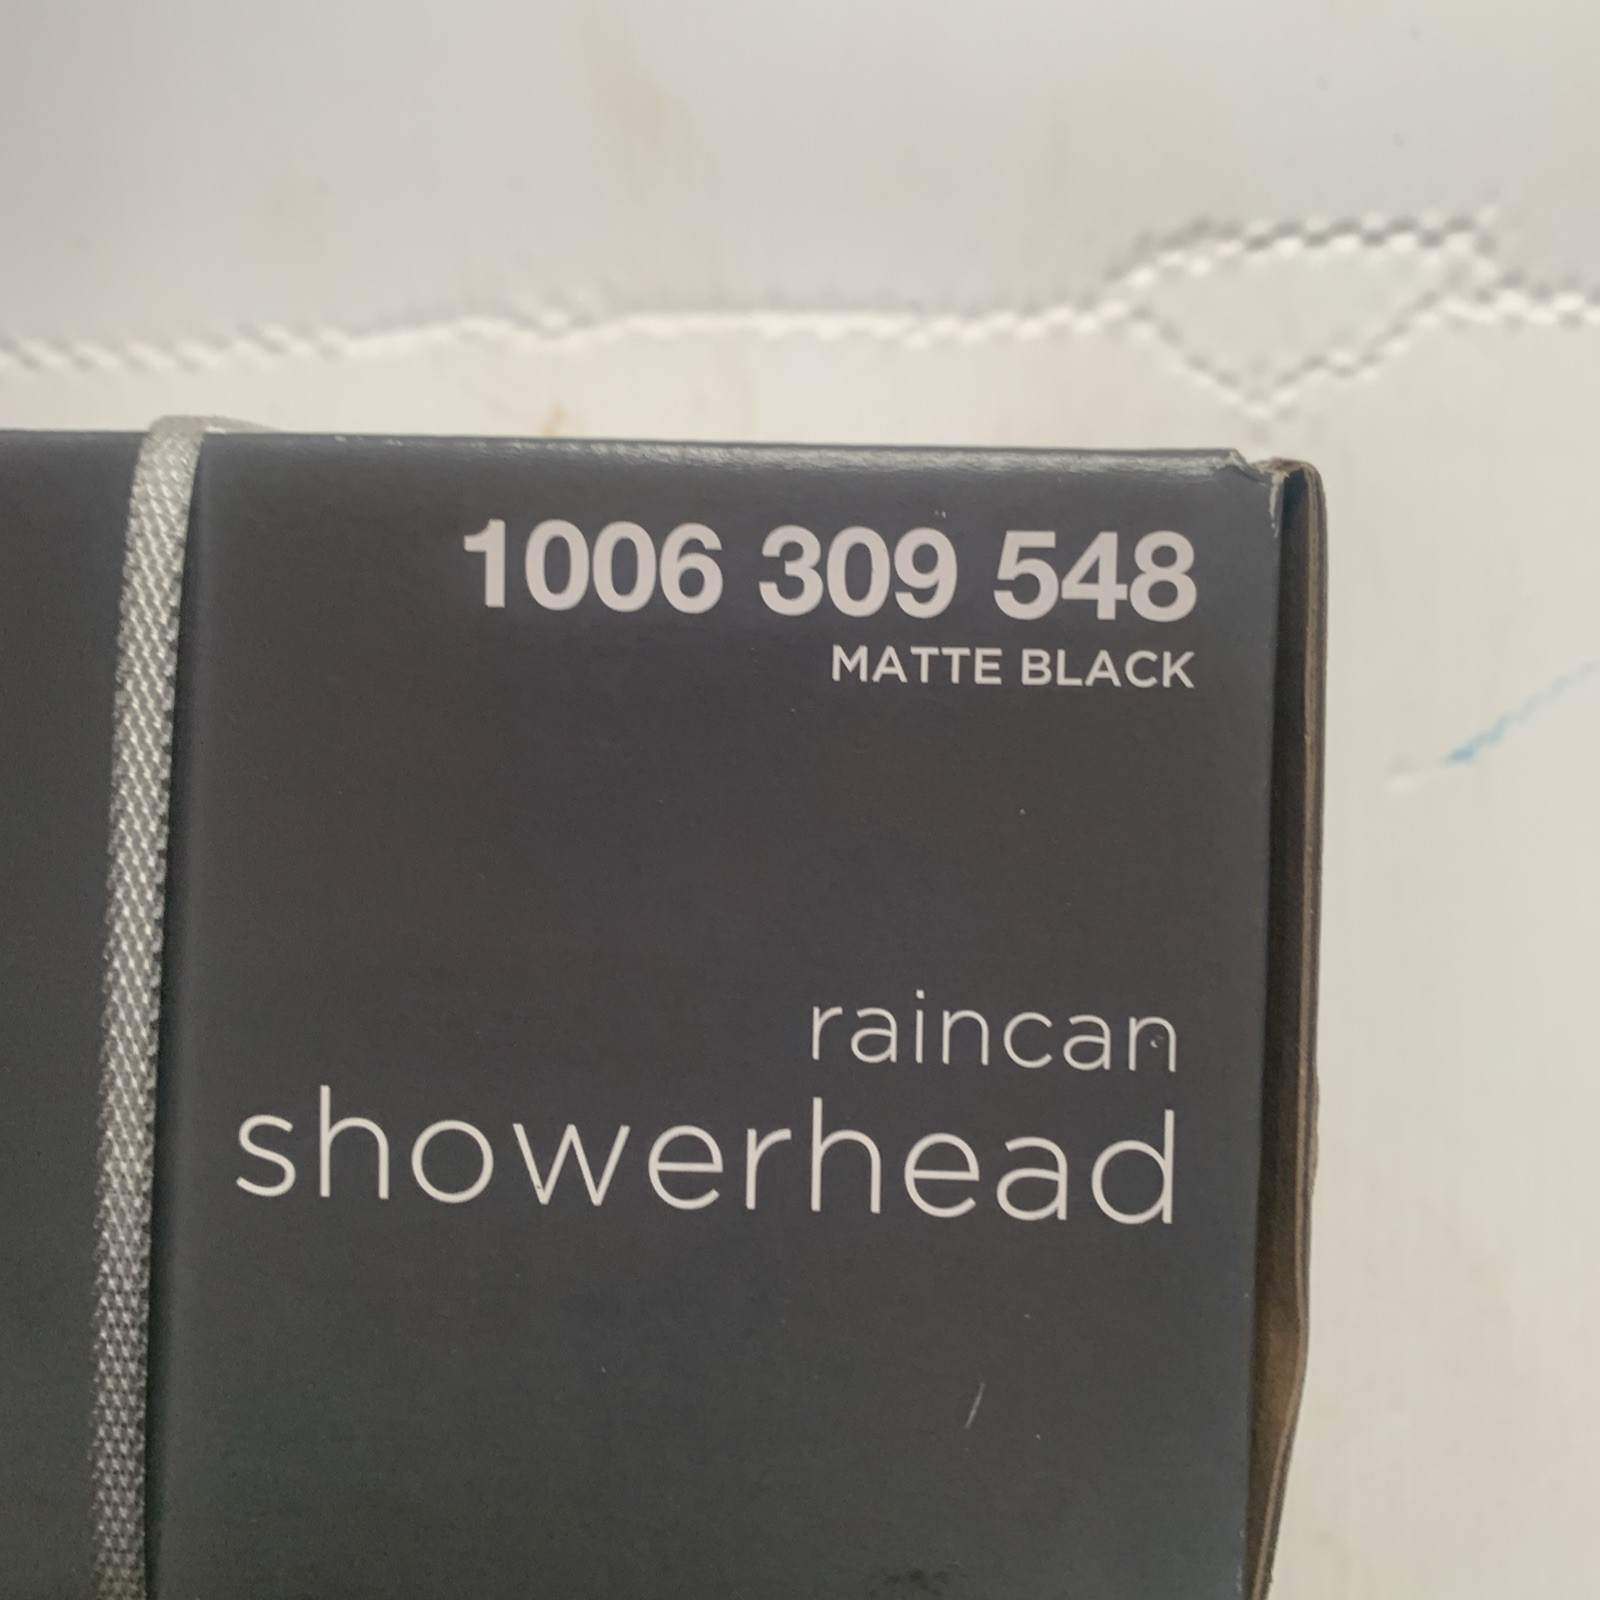 1006 309 548
MATTE BLACK
raincan
showerhead